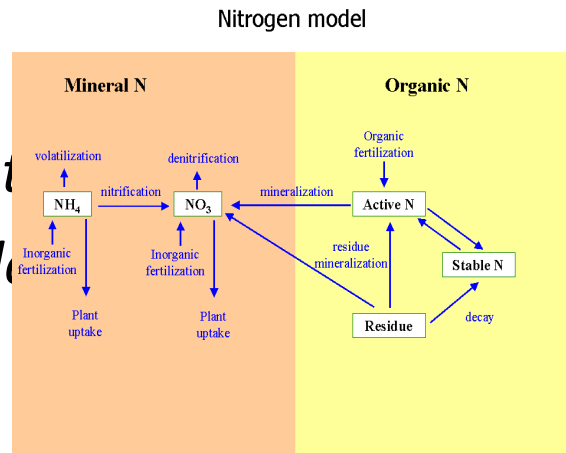 Nitrogen model
Mineral N
Organic N
Organic
fertilization
volatilization
denitrification
nitrification
mineralization
NH4
NO3
Active N
Inorganic
fertilization
Inorganic
fertilization
residue
mineralization
Stable N
Plant
uptake
Plant
uptake
Residue
decay